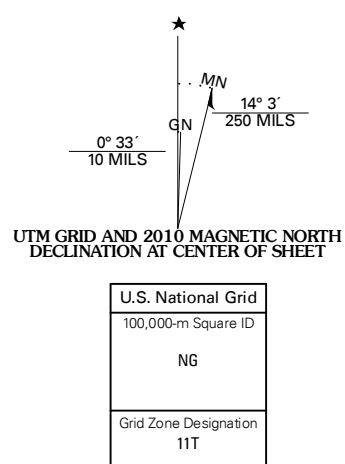 ★
MN
GN
14° 3´
250 MILS
0° 33´
10 MILS
UTM GRID AND 2010 MAGNETIC NORTH
DECLINATION AT CENTER OF SHEET
U.S. National Grid
100,000-m Square ID
NG
Grid Zone Designation
11T